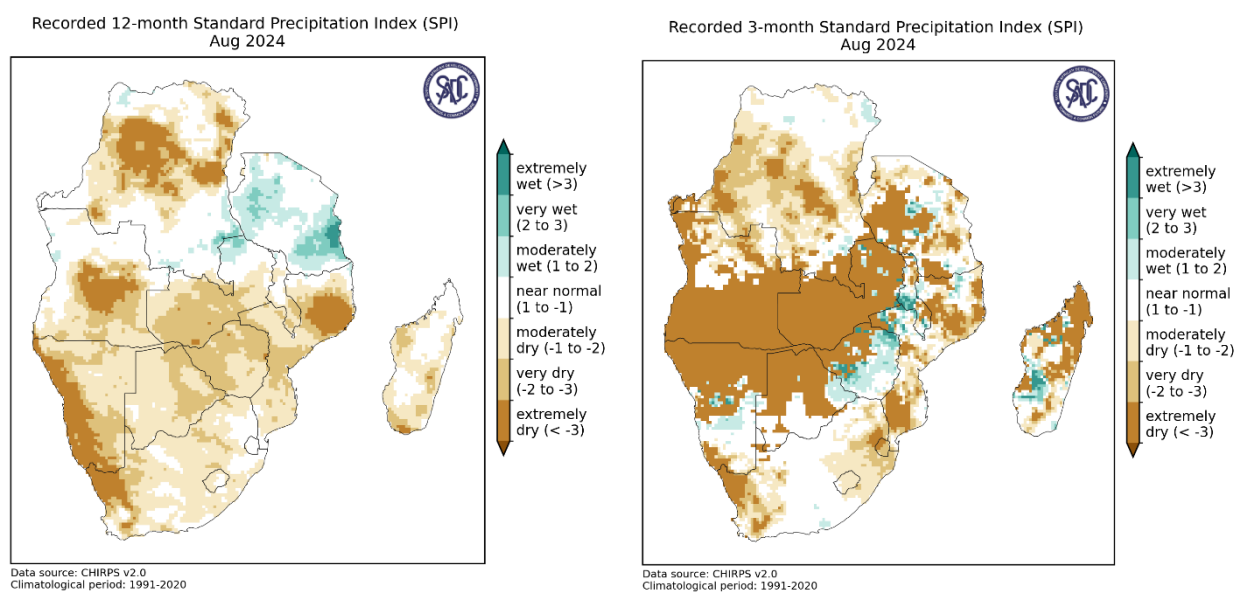 Recorded 12-month Standard Precipitation Index (SPI)
Aug 2024
SADC
extremely
wet (>3)
very wet
(2 to 3)
moderately
wet (1 to 2)
near normal
(1 to -1)
moderately
dry (-1 to -2)
very dry
(-2 to -3)
extremely
dry (< -3)
Data source: CHIRPS v2.0
Climatological period: 1991-2020
Recorded 3-month Standard Precipitation Index (SPI)
Aug 2024
SADC
extremely
wet (>3)
very wet
(2 to 3)
moderately
wet (1 to 2)
near normal
(1 to -1)
moderately
dry (-1 to -2)
very dry
(-2 to -3)
extremely
dry (< -3)
Data source: CHIRPS v2.0
Climatological period: 1991-2020